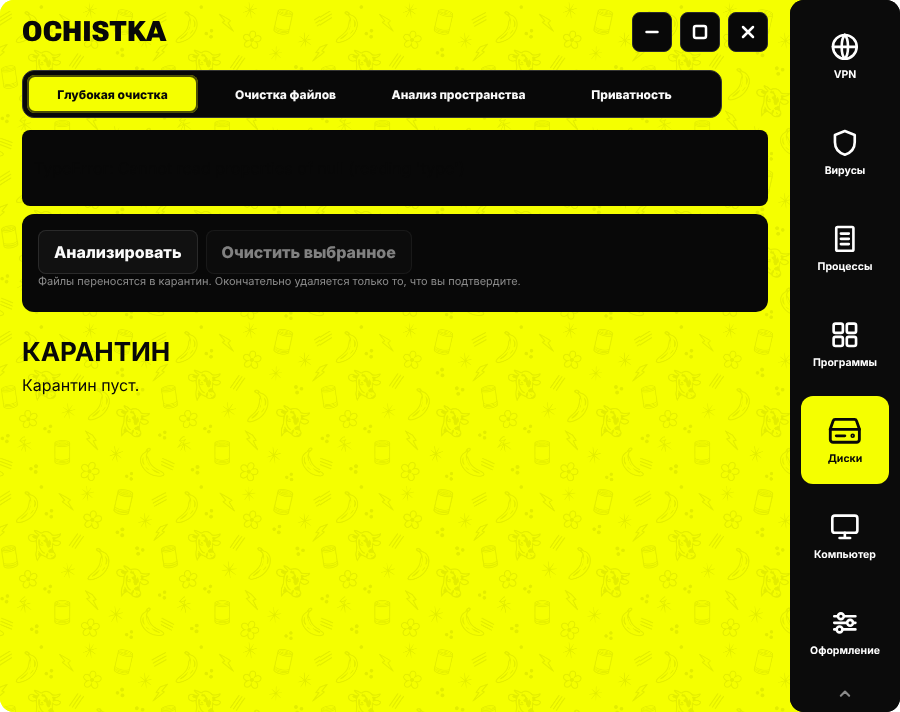 OCHISTKA
Глубокая очистка
Очистка файлов
Анализ пространства
Приватность
Анализировать
Очистить выбранное
Файлы переносятся в карантин. Окончательно удаляется только то, что вы подтвердите.
КАРАНТИН
Карантин пуст.
VPN
Вирусы
Процессы
Программы
Диски
Компьютер
Оформление